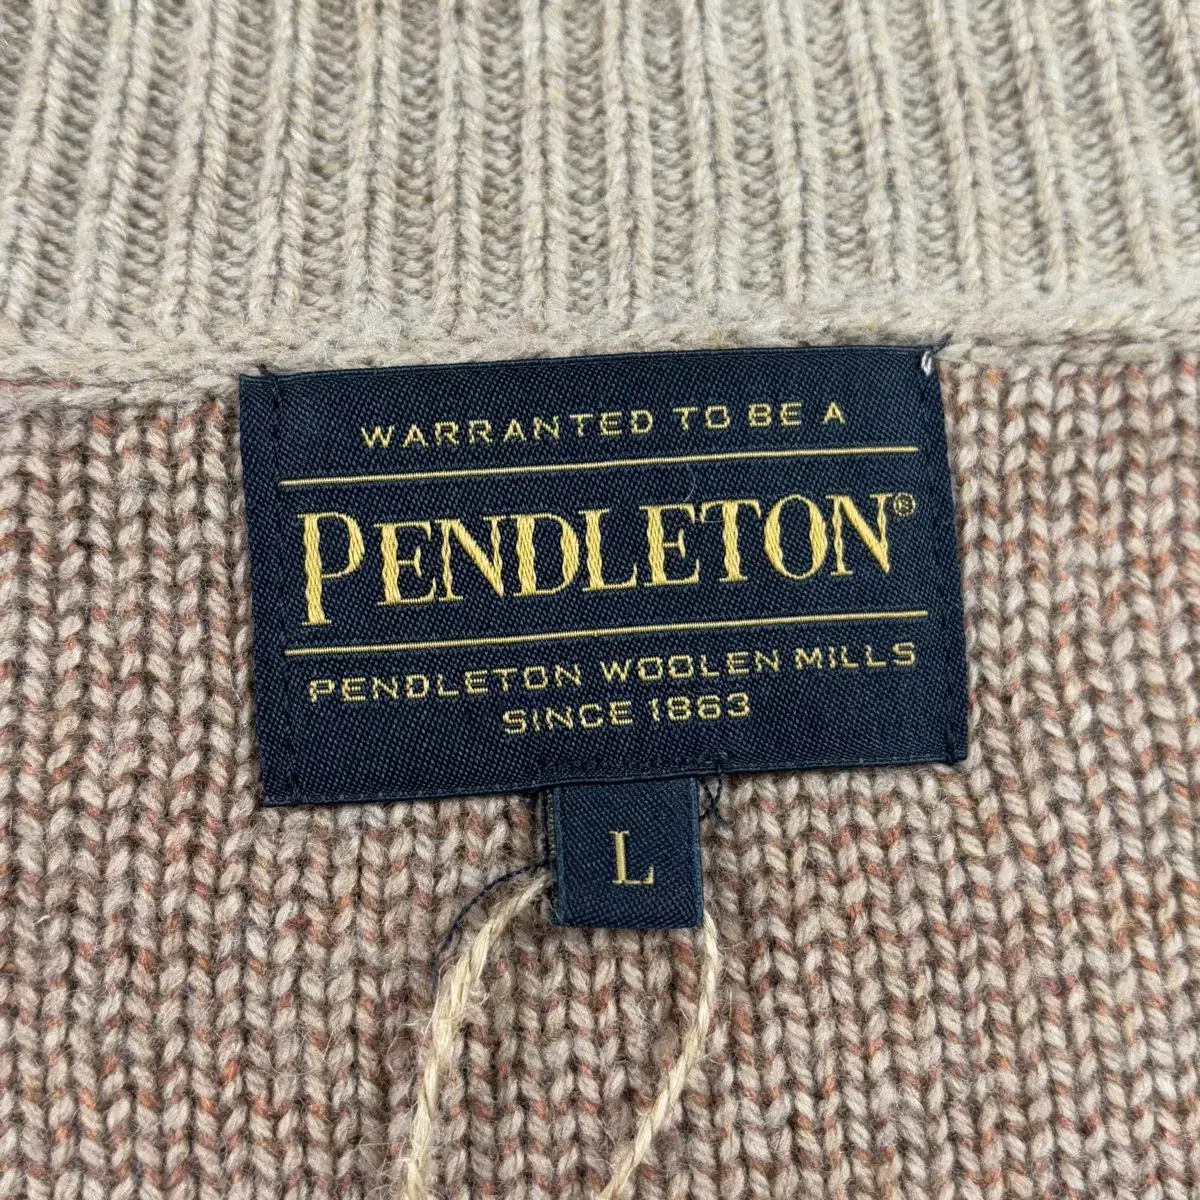 WARRANTED TO BE A
PENDLETON®
PENDLETON WOOLEN MILLS
SINCE 1863
L